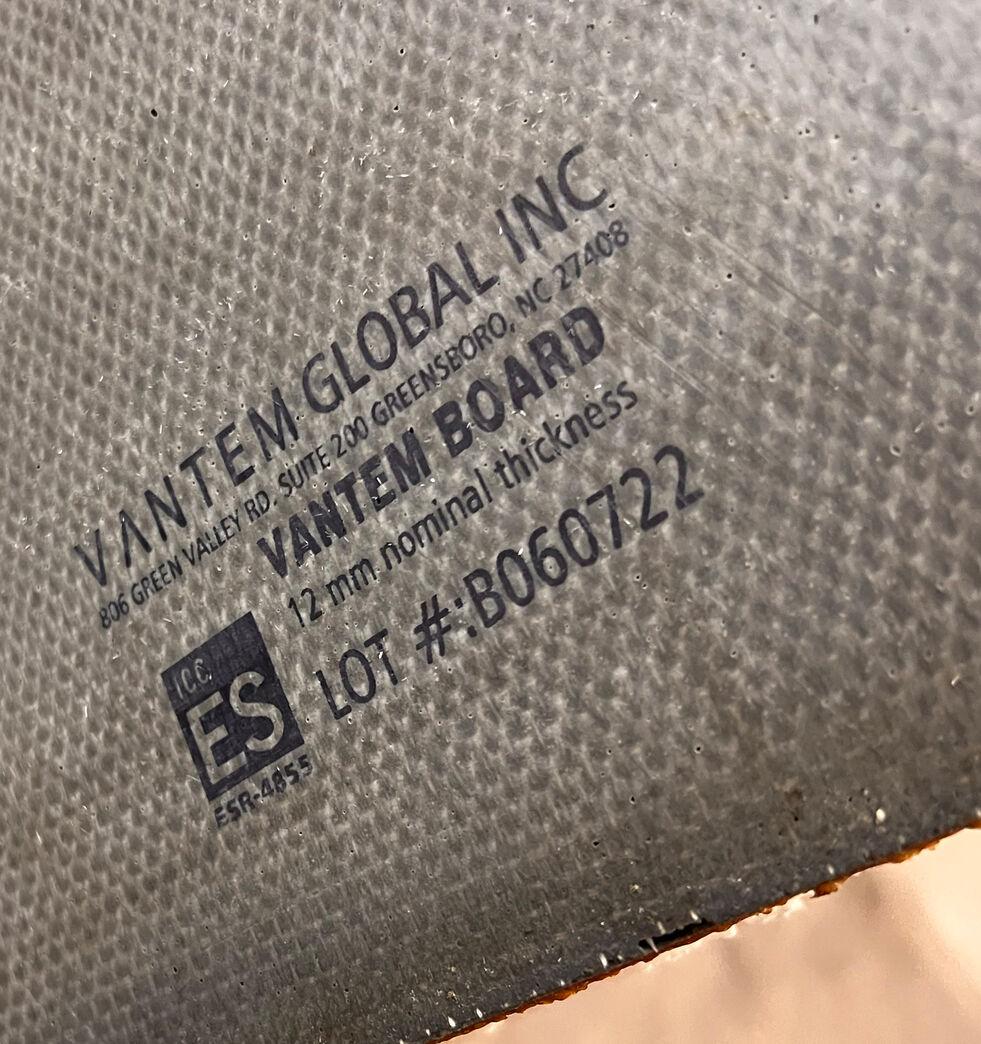 VANTEM GLOBAL INC
806 GREEN VALLEY RD. SUITE 200 GREENSBORO, NC 27408
VANTEM BOARD
12 mm nominal thickness
LOT #:B060722
ICC
ES
ESR-4855